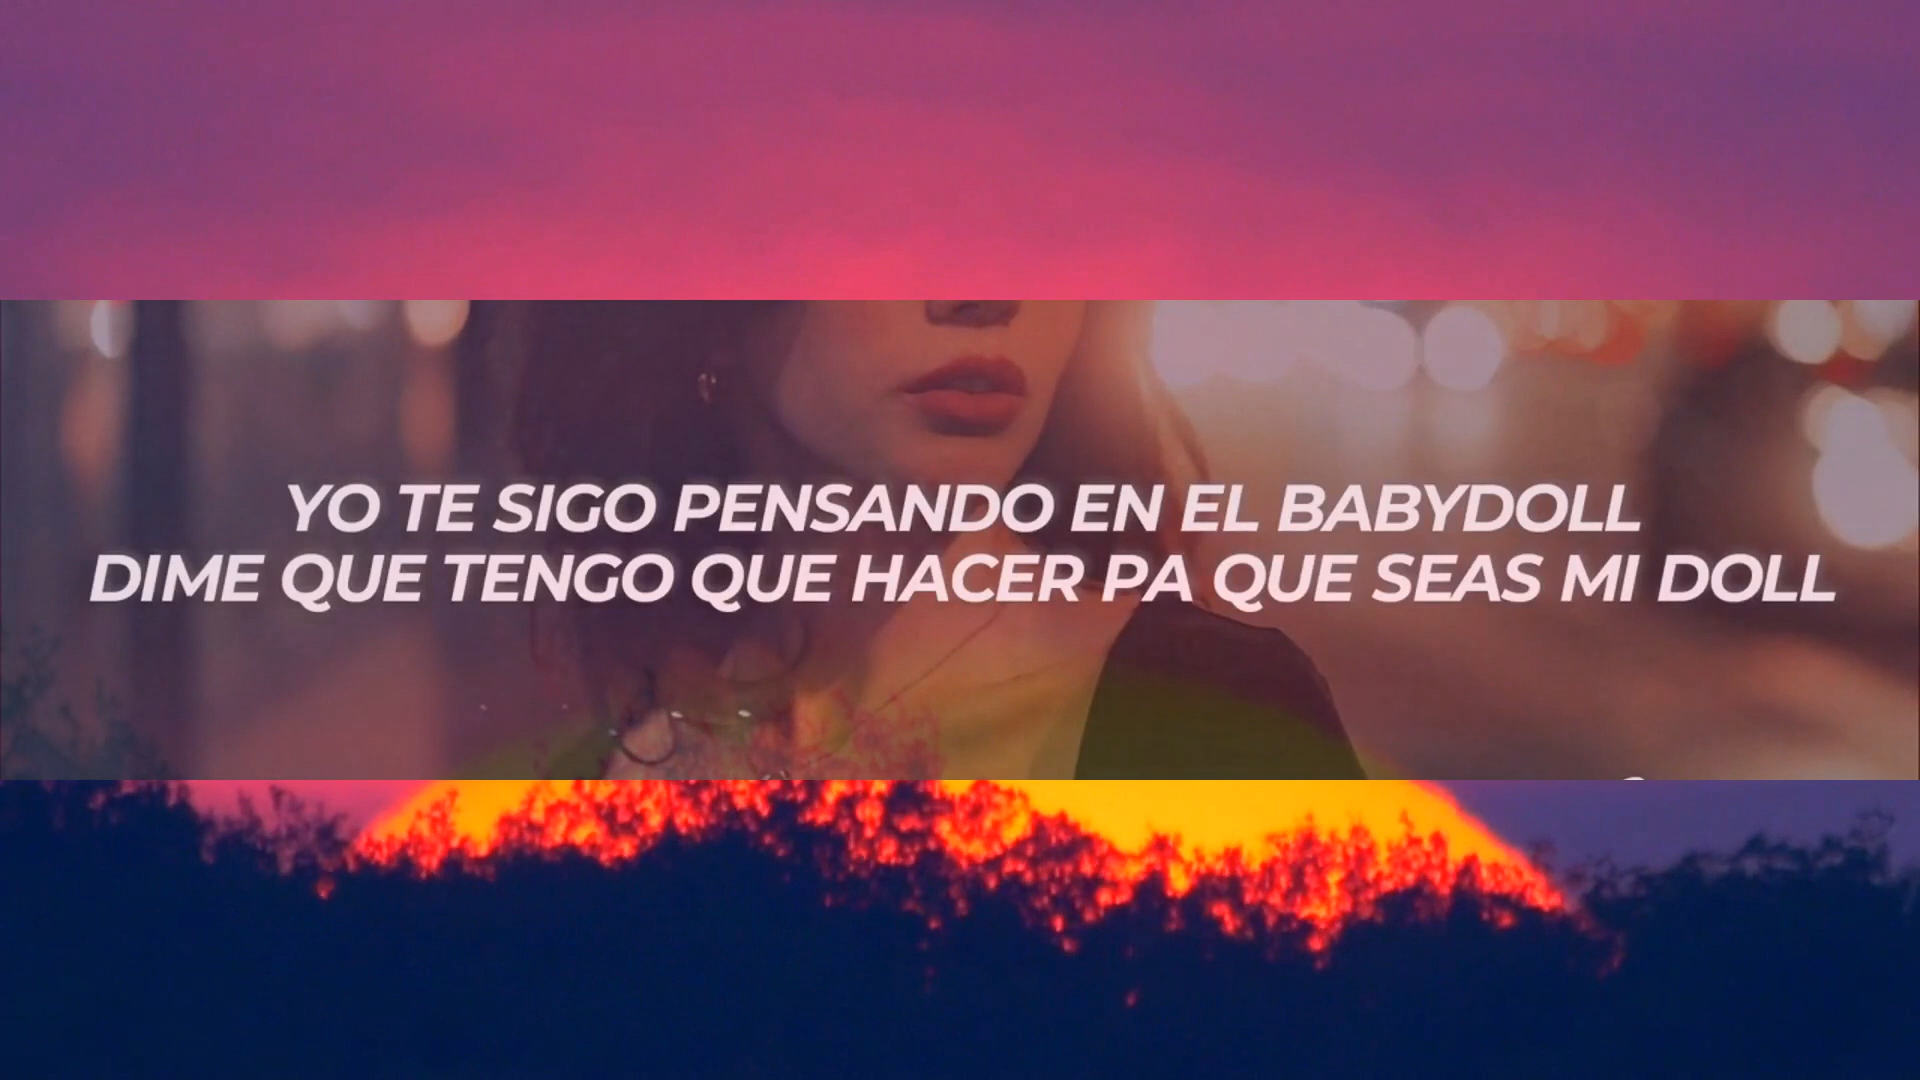 YO TE SIGO PENSANDO EN EL BABYDOLL
DIME QUE TENGO QUE HACER PA QUE SEAS MI DOLL